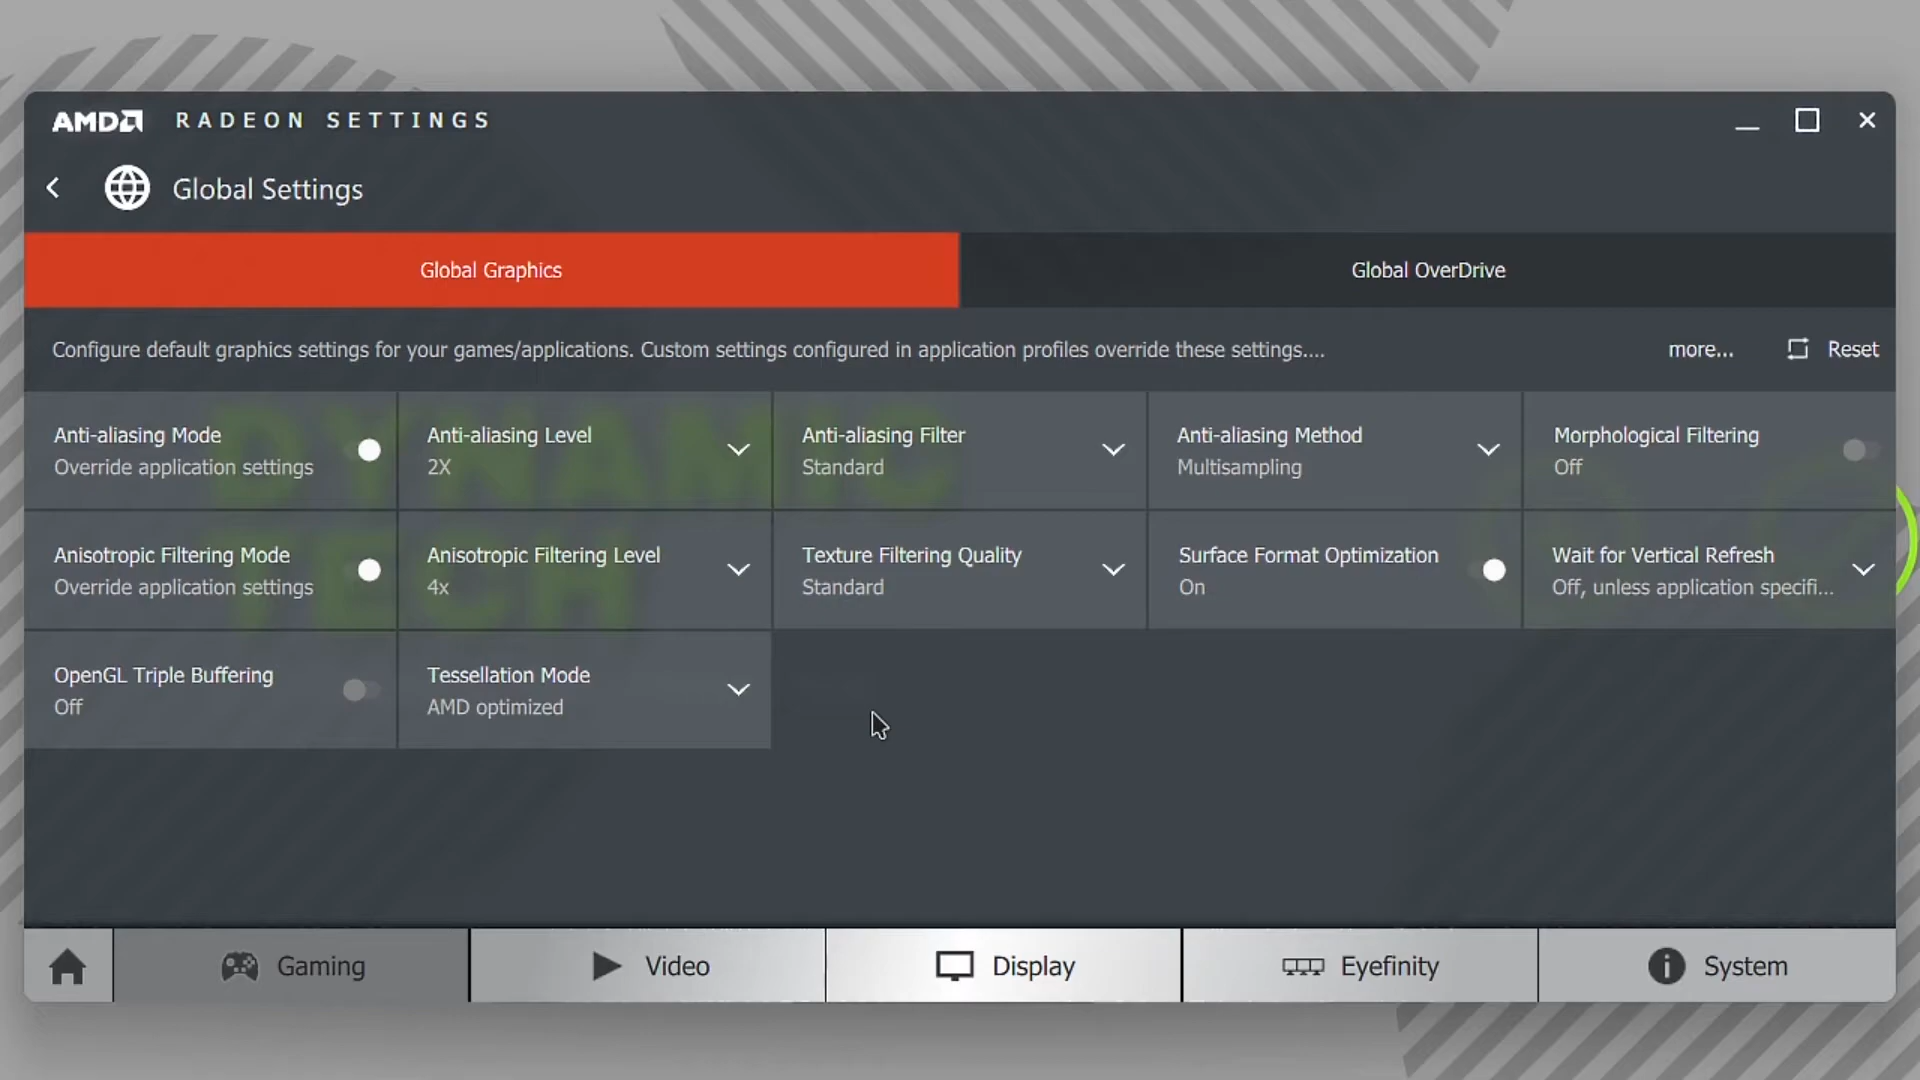 AMD RADEON SETTINGS
Global Settings
Global Graphics
Global OverDrive
Configure default graphics settings for your games/applications. Custom settings configured in application profiles override these settings....
more...
Reset
Anti-aliasing Mode
Override application settings
Anti-aliasing Level
2X
Anti-aliasing Filter
Standard
Anti-aliasing Method
Multisampling
Morphological Filtering
Off
DYNAMIC
TECH
Anisotropic Filtering Mode
Override application settings
Anisotropic Filtering Level
4x
Texture Filtering Quality
Standard
Surface Format Optimization
On
Wait for Vertical Refresh
Off, unless application specifi...
OpenGL Triple Buffering
Off
Tessellation Mode
AMD optimized
Gaming
Video
Display
Eyefinity
System